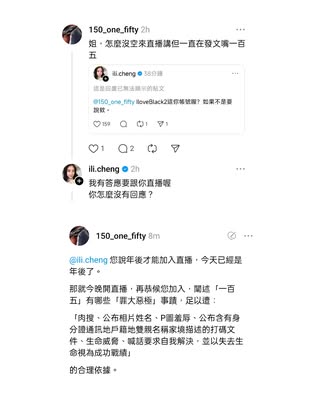 150_one_fifty 2h
姐，怎麼沒空來直播講但一直在發文嘴一百
五
ili.cheng 38分鐘
這是設置已無法顯示的貼文
@150_one_fifty IloveBlack2這你帳號喔？如果不是要
說欸。
159
1
1
1
2
ili.cheng 2h
我有答應要跟你直播喔
你怎麼沒有回應？
150_one_fifty 8m
@ili.cheng 您說年後才能加入直播，今天已經是
年後了。
那就今晚開直播，再恭候您加入，闡述「一百
五」有哪些「罪大惡極」事蹟，足以遭：
「肉搜、公布相片姓名、P圖羞辱、公布含有身
分證通訊地戶籍地雙親名稱家境描述的打碼文
件、生命威脅、喊話要求自我解決，並以失去生
命視為成功戰績」
的合理依據。